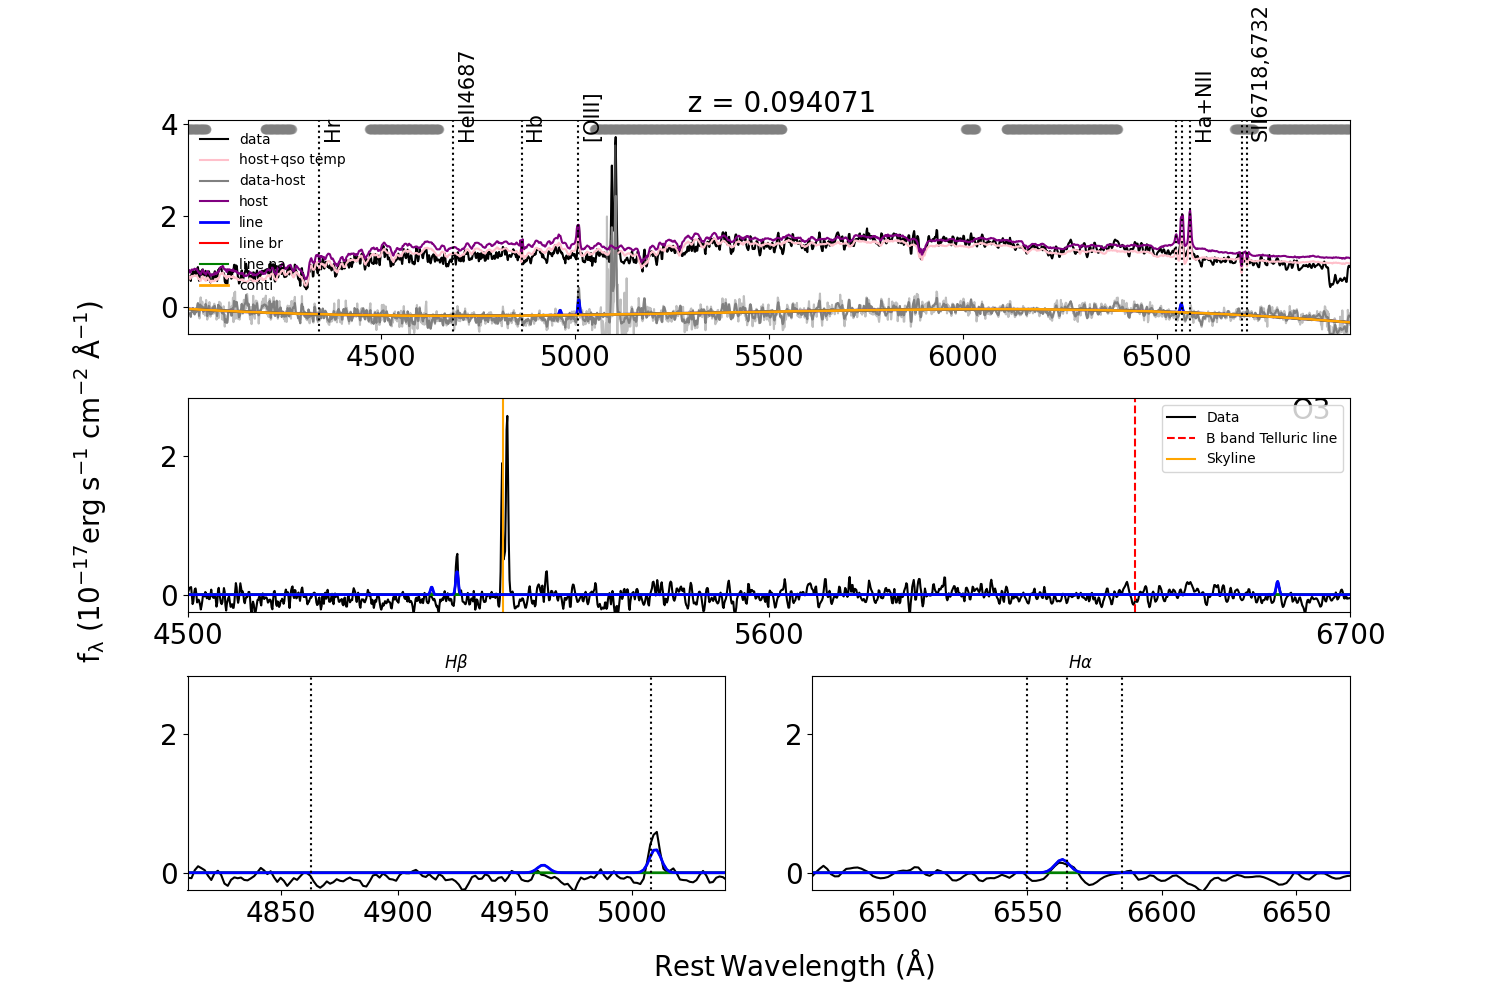 z = 0.094071
Hr
HeII4687
Hb
[OIII]
Ha+NII
SII6718,6732
data
host+qso temp
data-host
host
line
line br
line na
conti
4
2
0
4500
5000
5500
6000
6500
O3
Data
B band Telluric line
Skyline
2
0
4500
5600
6700
fλ (10⁻¹⁷erg s⁻¹ cm⁻² Å⁻¹)
Hβ
2
0
4850
4900
4950
5000
Hα
2
0
6500
6550
6600
6650
Rest Wavelength (Å)